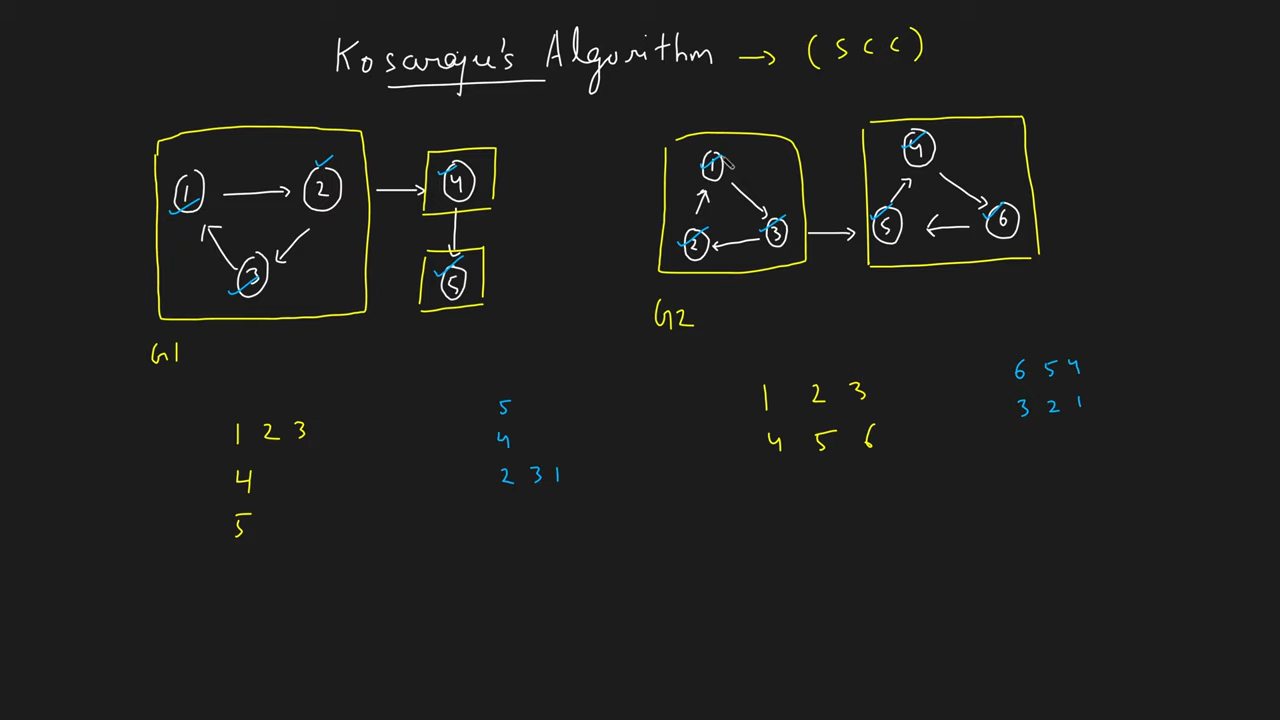 Kosaraju's Algorithm → (SCC)
1 → 2 → 4
3
5
G1
1
2 3
4
5 6
G2
1 2 3
4
5
5
4
2 3 1
1 2 3
4 5 6
6 5 4
3 2 1